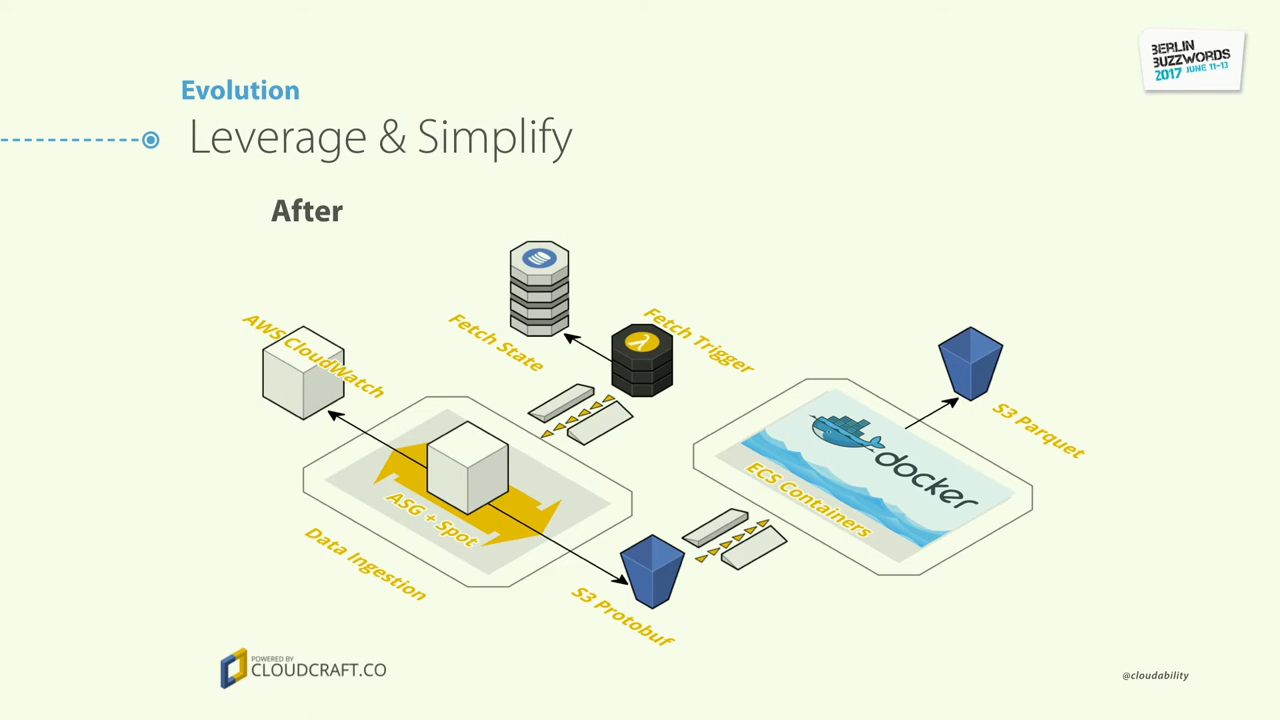 BERLIN
BUZZWORDS
2017 JUNE 11-13
Evolution
Leverage & Simplify
After
Fetch State
Fetch Trigger
AWS CloudWatch
S3 Parquet
docker
ECS Containers
ASG + Spot
Data Ingestion
S3 Protobuf
POWERED BY
CLOUDCRAFT.CO
@cloudability